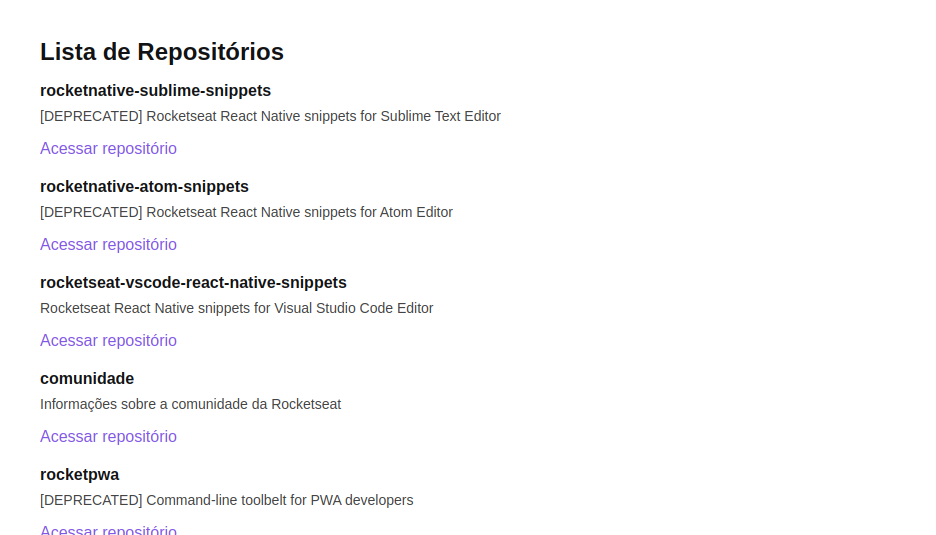 Lista de Repositórios
rocketnative-sublime-snippets
[DEPRECATED] Rocketseat React Native snippets for Sublime Text Editor
Acessar repositório
rocketnative-atom-snippets
[DEPRECATED] Rocketseat React Native snippets for Atom Editor
Acessar repositório
rocketseat-vscode-react-native-snippets
Rocketseat React Native snippets for Visual Studio Code Editor
Acessar repositório
comunidade
Informações sobre a comunidade da Rocketseat
Acessar repositório
rocketpwa
[DEPRECATED] Command-line toolbelt for PWA developers
Acessar repositório